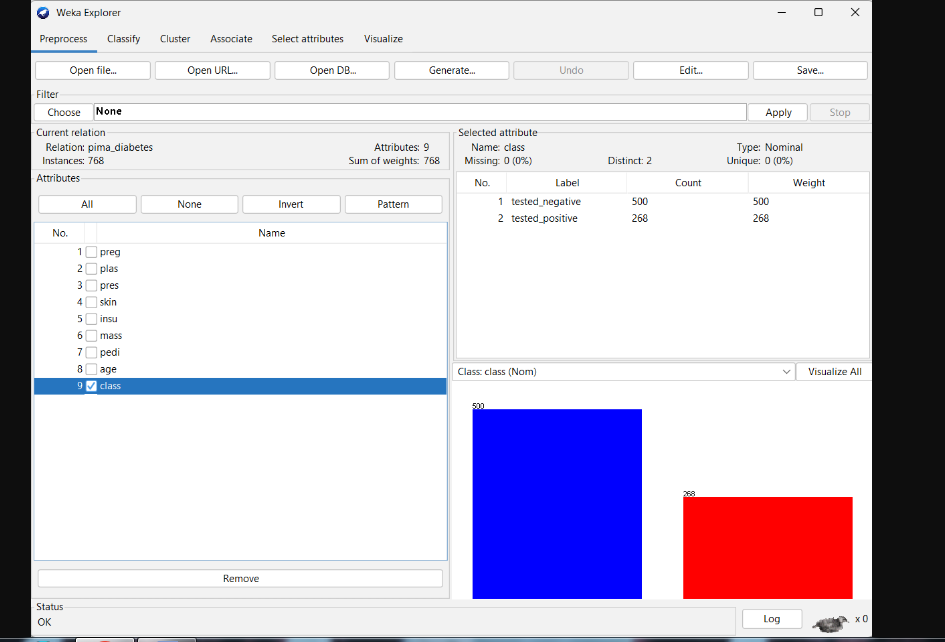 Weka Explorer
Preprocess Classify Cluster Associate Select attributes Visualize
Open file... Open URL... Open DB... Generate... Undo Edit... Save...
Filter
Choose None Apply Stop
Current relation
Relation: pima_diabetes Attributes: 9
Instances: 768 Sum of weights: 768
Attributes
All None Invert Pattern
No. Name
1 preg
2 plas
3 pres
4 skin
5 insu
6 mass
7 pedi
8 age
9 class
Remove
Selected attribute
Name: class Type: Nominal
Missing: 0 (0%) Distinct: 2 Unique: 0 (0%)
No. Label Count Weight
1 tested_negative 500 500
2 tested_positive 268 268
Class: class (Nom) Visualize All
500
268
Status
OK
Log x 0